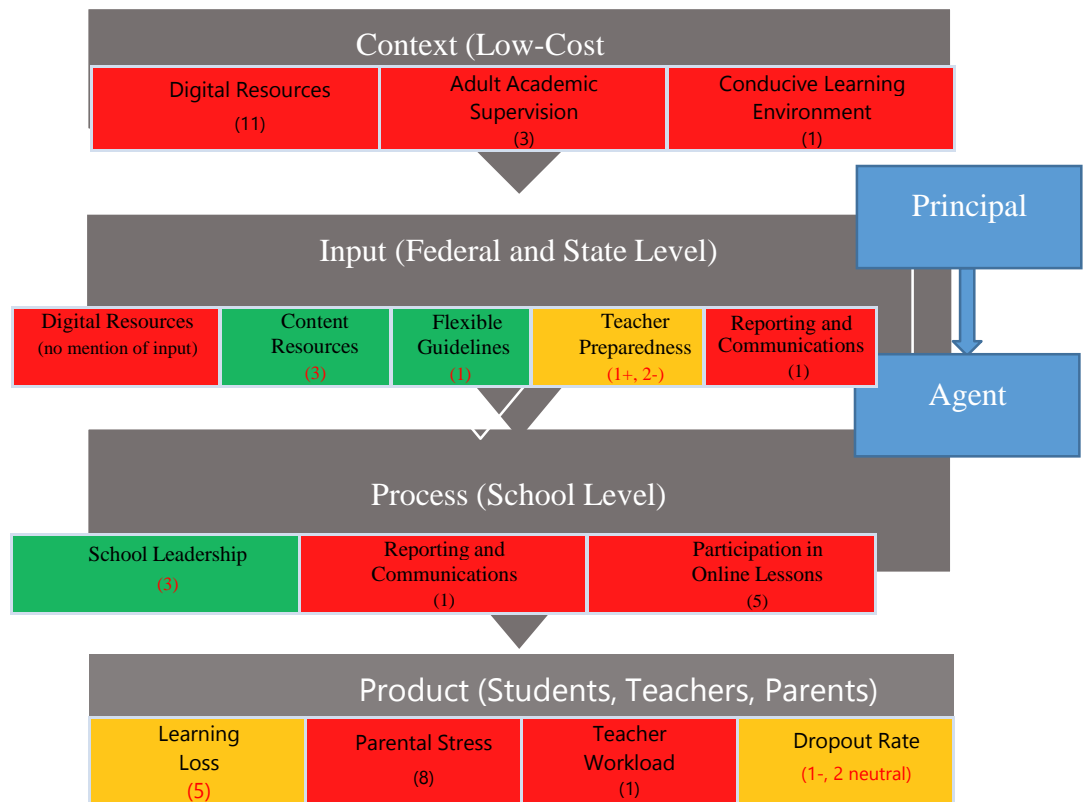 Context (Low-Cost
Digital Resources
(11)
Adult Academic
Supervision
(3)
Conducive Learning
Environment
(1)
Principal
Input (Federal and State Level)
Digital Resources
(no mention of input)
Content
Resources
(3)
Flexible
Guidelines
(1)
Teacher
Preparedness
(1+, 2-)
Reporting and
Communications
(1)
Agent
Process (School Level)
School Leadership
(3)
Reporting and
Communications
(1)
Participation in
Online Lessons
(5)
Product (Students, Teachers, Parents)
Learning
Loss
(5)
Parental Stress
(8)
Teacher
Workload
(1)
Dropout Rate
(1-, 2 neutral)